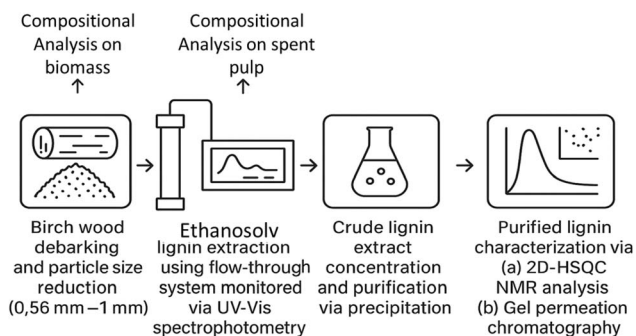 Compositional
Analysis on
biomass
Compositional
Analysis on spent
pulp
Birch wood
debarking
and particle size
reduction
(0,56 mm – 1 mm)
Ethanosolv
lignin extraction
using flow-through
system monitored
via UV-Vis
spectrophotometry
Crude lignin
extract
concentration
and purification
via precipitation
Purified lignin
characterization via
(a) 2D-HSQC
NMR analysis
(b) Gel permeation
chromatography